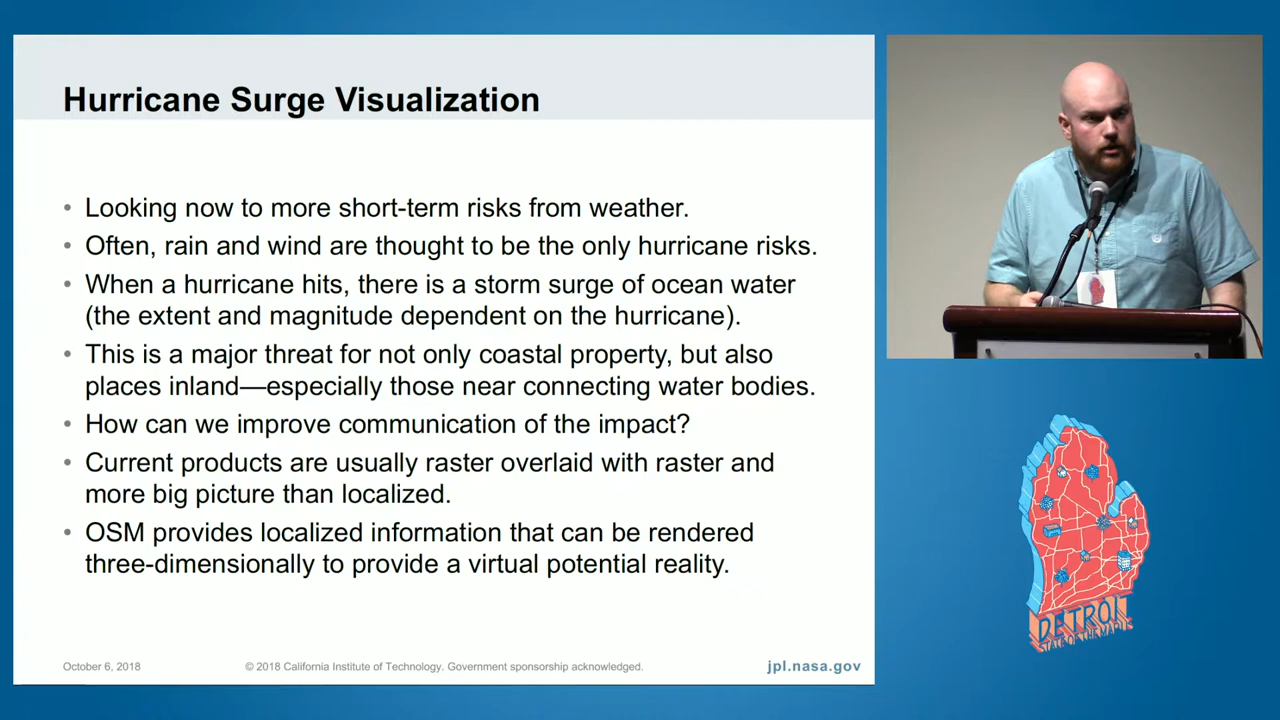 Hurricane Surge Visualization
• Looking now to more short-term risks from weather.
• Often, rain and wind are thought to be the only hurricane risks.
• When a hurricane hits, there is a storm surge of ocean water
(the extent and magnitude dependent on the hurricane).
• This is a major threat for not only coastal property, but also
places inland—especially those near connecting water bodies.
• How can we improve communication of the impact?
• Current products are usually raster overlaid with raster and
more big picture than localized.
• OSM provides localized information that can be rendered
three-dimensionally to provide a virtual potential reality.
October 6, 2018
© 2018 California Institute of Technology. Government sponsorship acknowledged.
jpl.nasa.gov
DETROIT
STATE OF THE MAP US